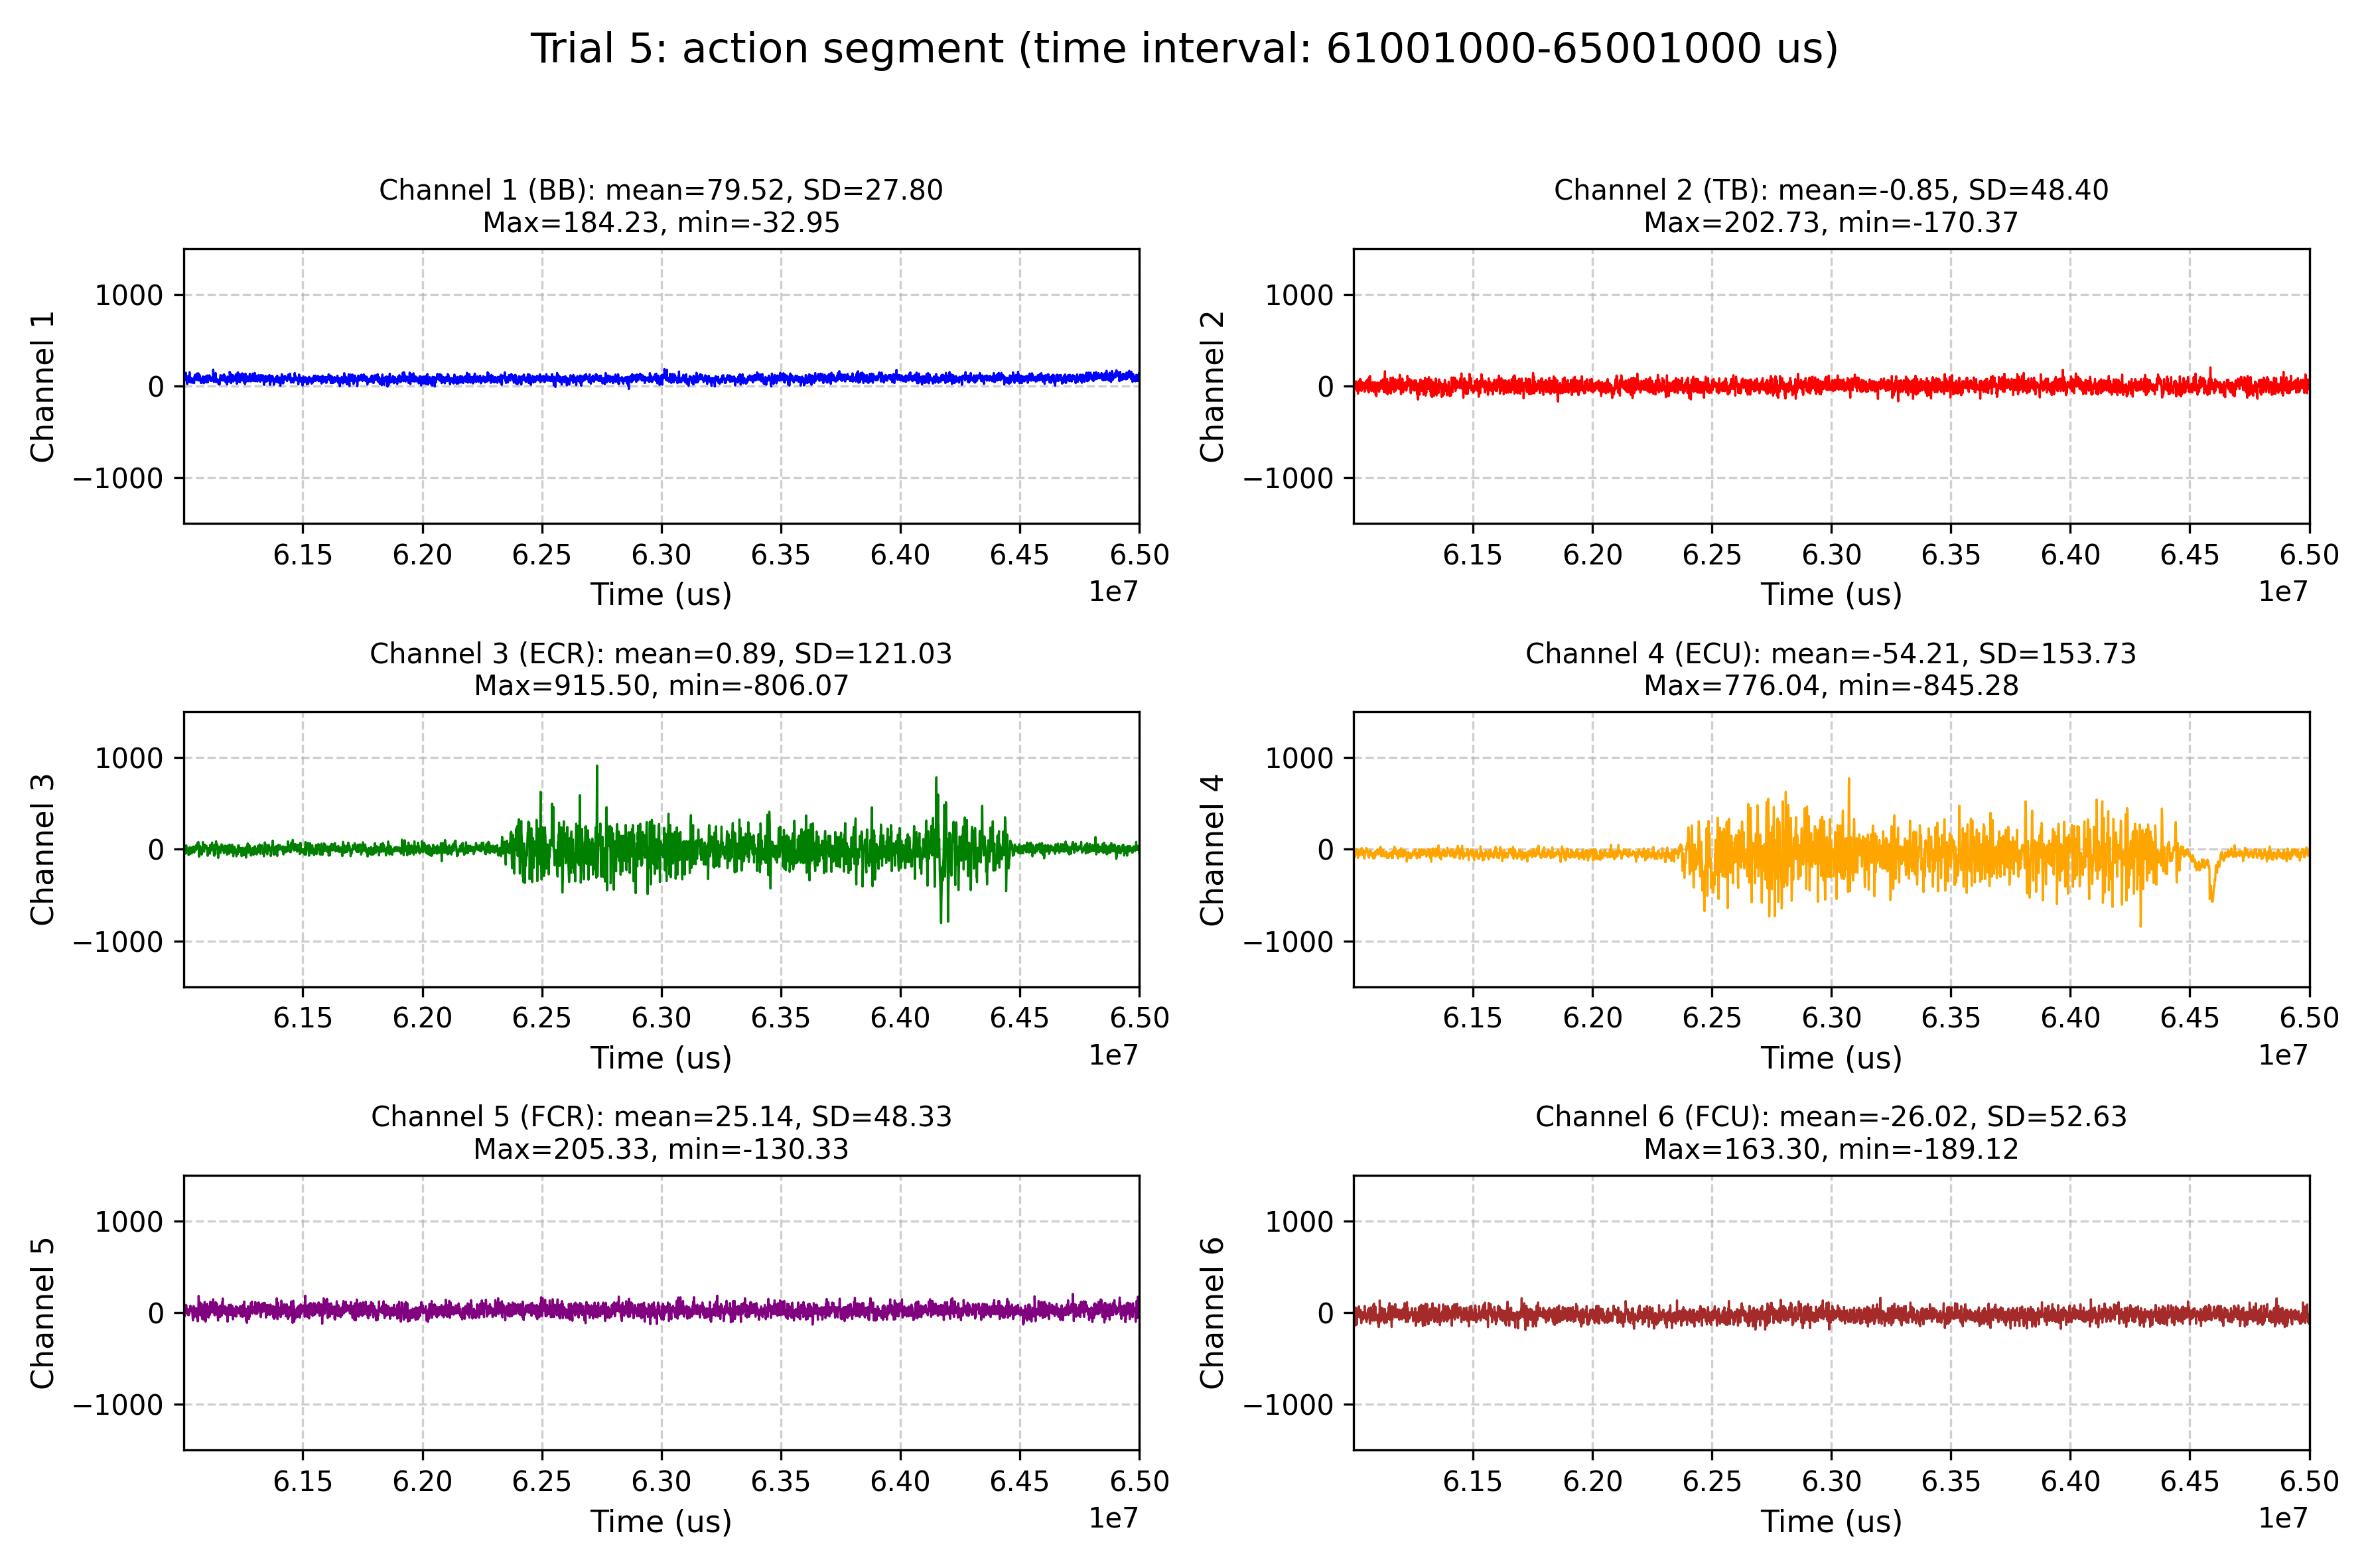 Trial 5: action segment (time interval: 61001000-65001000 us)
Channel 1 (BB): mean=79.52, SD=27.80
Max=184.23, min=-32.95
Channel 1
1000
0
−1000
6.15 6.20 6.25 6.30 6.35 6.40 6.45 6.50
Time (us)
1e7
Channel 2 (TB): mean=-0.85, SD=48.40
Max=202.73, min=-170.37
Channel 2
1000
0
−1000
6.15 6.20 6.25 6.30 6.35 6.40 6.45 6.50
Time (us)
1e7
Channel 3 (ECR): mean=0.89, SD=121.03
Max=915.50, min=-806.07
Channel 3
1000
0
−1000
6.15 6.20 6.25 6.30 6.35 6.40 6.45 6.50
Time (us)
1e7
Channel 4 (ECU): mean=-54.21, SD=153.73
Max=776.04, min=-845.28
Channel 4
1000
0
−1000
6.15 6.20 6.25 6.30 6.35 6.40 6.45 6.50
Time (us)
1e7
Channel 5 (FCR): mean=25.14, SD=48.33
Max=205.33, min=-130.33
Channel 5
1000
0
−1000
6.15 6.20 6.25 6.30 6.35 6.40 6.45 6.50
Time (us)
1e7
Channel 6 (FCU): mean=-26.02, SD=52.63
Max=163.30, min=-189.12
Channel 6
1000
0
−1000
6.15 6.20 6.25 6.30 6.35 6.40 6.45 6.50
Time (us)
1e7